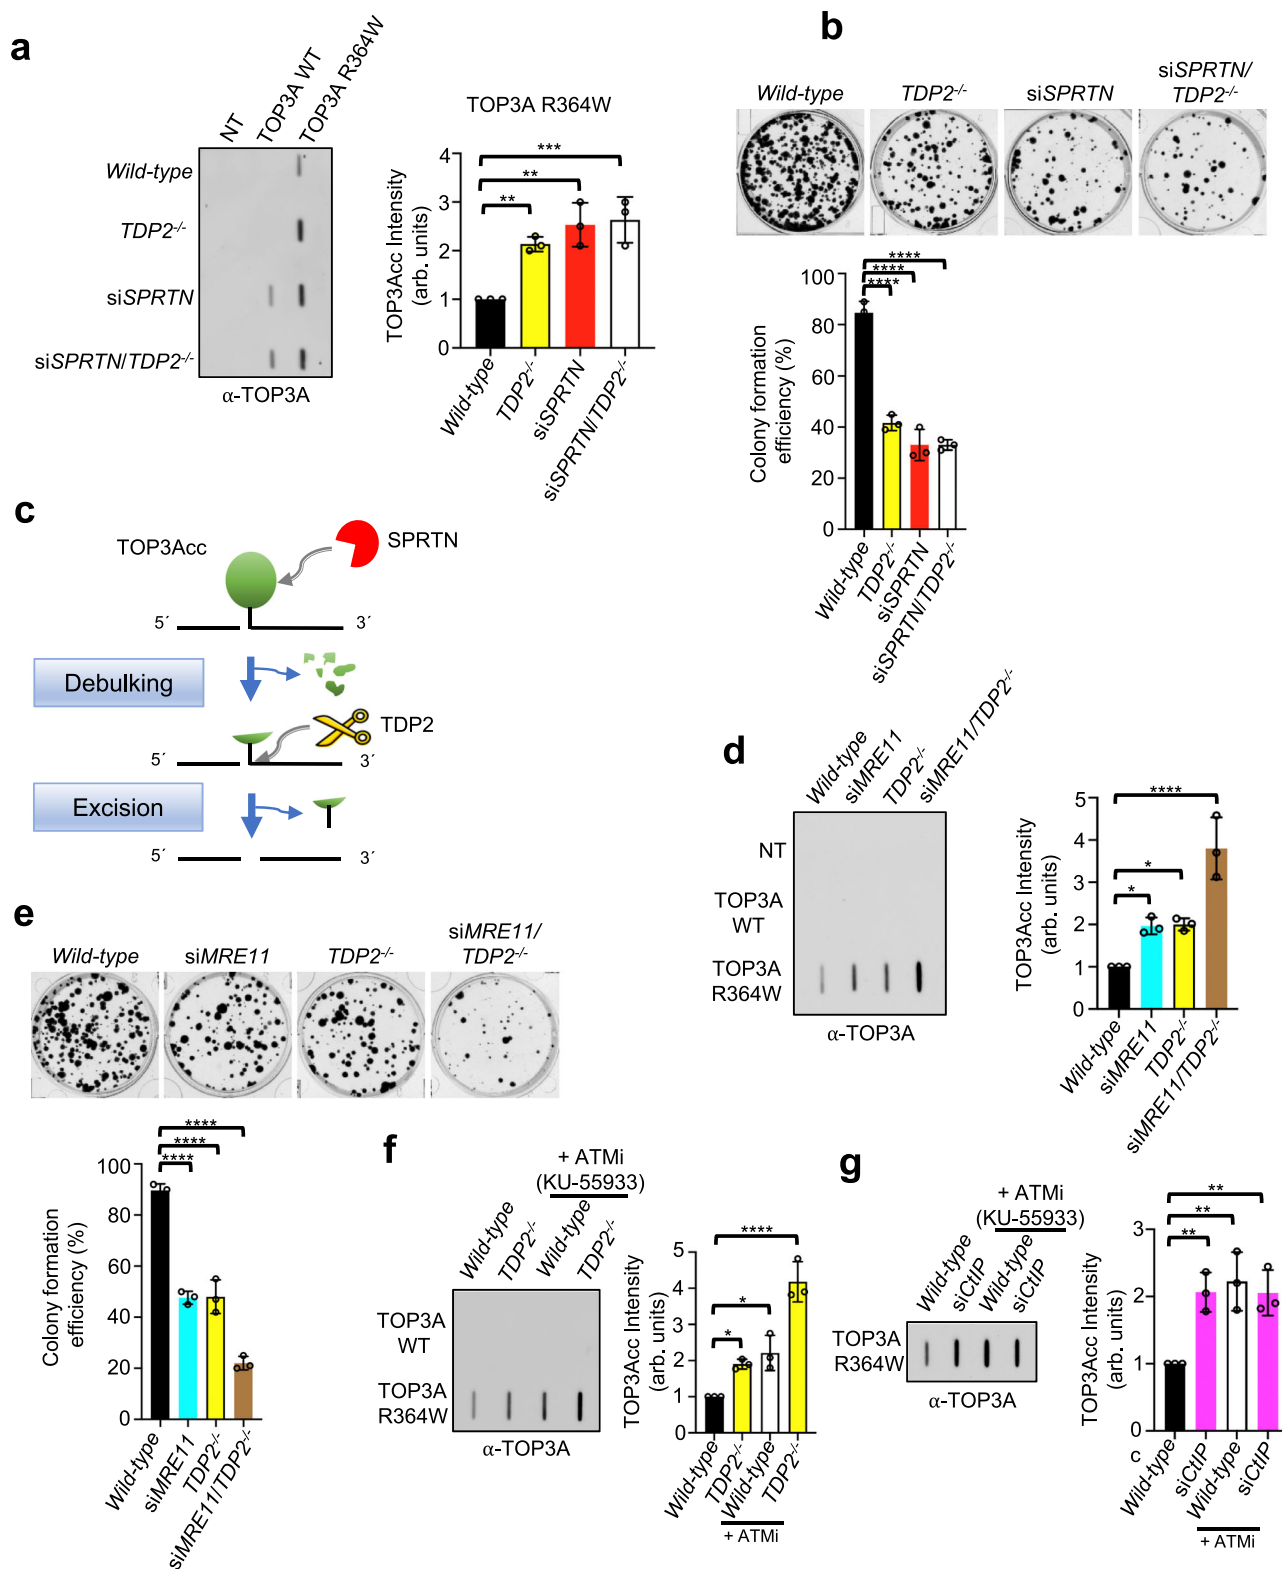 a
NT
TOP3A WT
TOP3A R364W
Wild-type
TDP2-/-
siSPRTN
siSPRTN/TDP2-/-
α-TOP3A
TOP3A R364W
TOP3Acc Intensity
(arb. units)
4
3
2
1
0
***
**
**
Wild-type
TDP2-/-
siSPRTN
siSPRTN/TDP2-/-
b
Wild-type
TDP2-/-
siSPRTN
siSPRTN/
TDP2-/-
Colony formation
efficiency (%)
100
80
60
40
20
0
****
****
****
Wild-type
TDP2-/-
siSPRTN
siSPRTN/TDP2-/-
c
TOP3Acc
SPRTN
5´
3´
Debulking
TDP2
5´
3´
Excision
5´
3´
d
Wild-type
siMRE11
TDP2-/-
siMRE11/TDP2-/-
NT
TOP3A
WT
TOP3A
R364W
α-TOP3A
TOP3Acc Intensity
(arb. units)
5
4
3
2
1
0
****
*
*
Wild-type
siMRE11
TDP2-/-
siMRE11/TDP2-/-
e
Wild-type
siMRE11
TDP2-/-
siMRE11/
TDP2-/-
Colony formation
efficiency (%)
100
80
60
40
20
0
****
****
****
Wild-type
siMRE11
TDP2-/-
siMRE11/TDP2-/-
f
+ ATMi
(KU-55933)
Wild-type
TDP2-/-
Wild-type
TDP2-/-
TOP3A
WT
TOP3A
R364W
α-TOP3A
TOP3Acc Intensity
(arb. units)
5
4
3
2
1
0
****
*
*
Wild-type
TDP2-/-
Wild-type
TDP2-/-
+ ATMi
g
+ ATMi
(KU-55933)
Wild-type
siCtIP
Wild-type
siCtIP
TOP3A
R364W
α-TOP3A
TOP3Acc Intensity
(arb. units)
3
2
1
0
**
**
**
c
Wild-type
siCtIP
Wild-type
siCtIP
+ ATMi